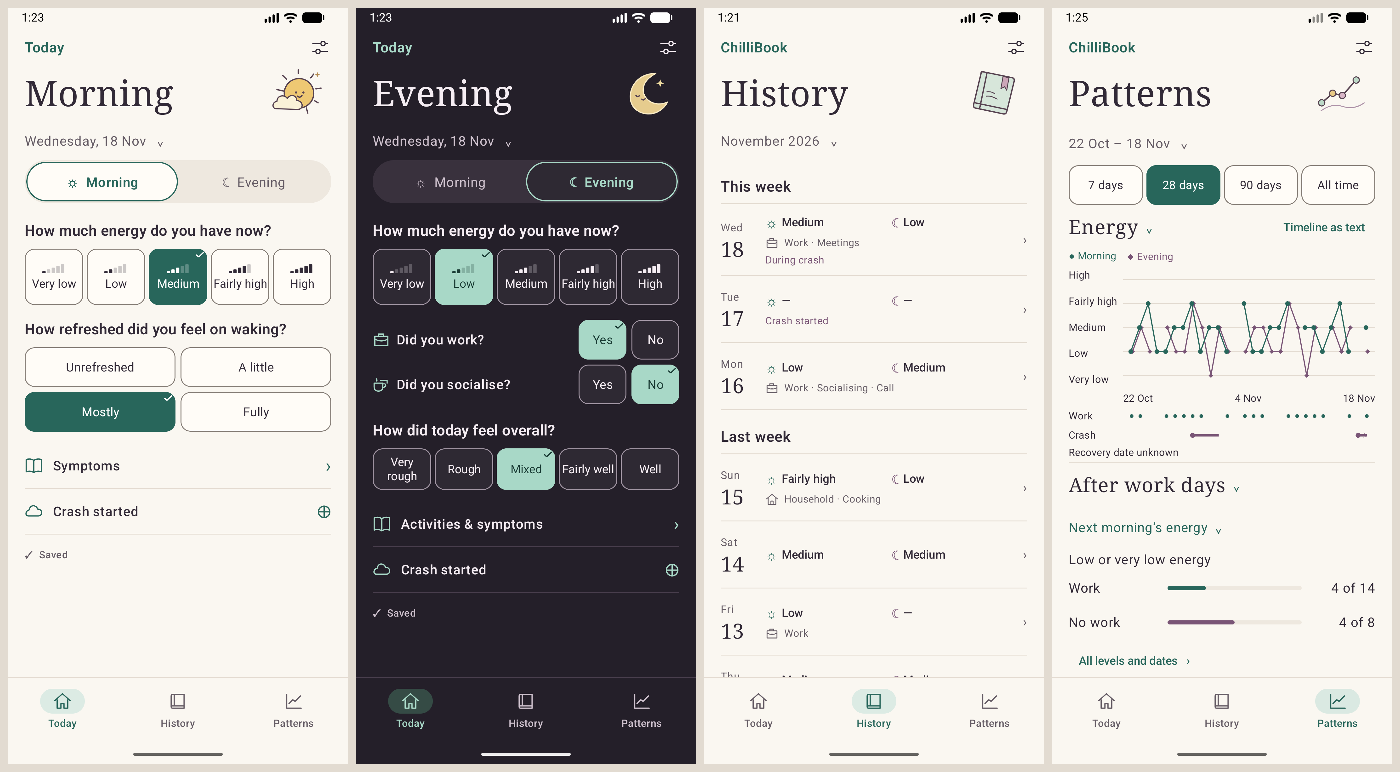 1:23
Today
Morning
Wednesday, 18 Nov
Morning Evening
How much energy do you have now?
Very low Low Medium Fairly high High
How refreshed did you feel on waking?
Unrefreshed A little
Mostly Fully
Symptoms
Crash started
✓ Saved
Today History Patterns
1:23
Today
Evening
Wednesday, 18 Nov
Morning Evening
How much energy do you have now?
Very low Low Medium Fairly high High
Did you work? Yes No
Did you socialise? Yes No
How did today feel overall?
Very rough Rough Mixed Fairly well Well
Activities & symptoms
Crash started
✓ Saved
Today History Patterns
1:21
ChilliBook
History
November 2026
This week
Wed 18 Medium Low
Work · Meetings
During crash
Tue 17 – –
Crash started
Mon 16 Low Medium
Work · Socialising · Call
Last week
Sun 15 Fairly high Low
Household · Cooking
Sat 14 Medium Medium
Fri 13 Low –
Work
Today History Patterns
1:25
ChilliBook
Patterns
22 Oct – 18 Nov
7 days 28 days 90 days All time
Energy Timeline as text
Morning Evening
High
Fairly high
Medium
Low
Very low
22 Oct 4 Nov 18 Nov
Work
Crash
Recovery date unknown
After work days
Next morning's energy
Low or very low energy
Work 4 of 14
No work 4 of 8
All levels and dates
Today History Patterns